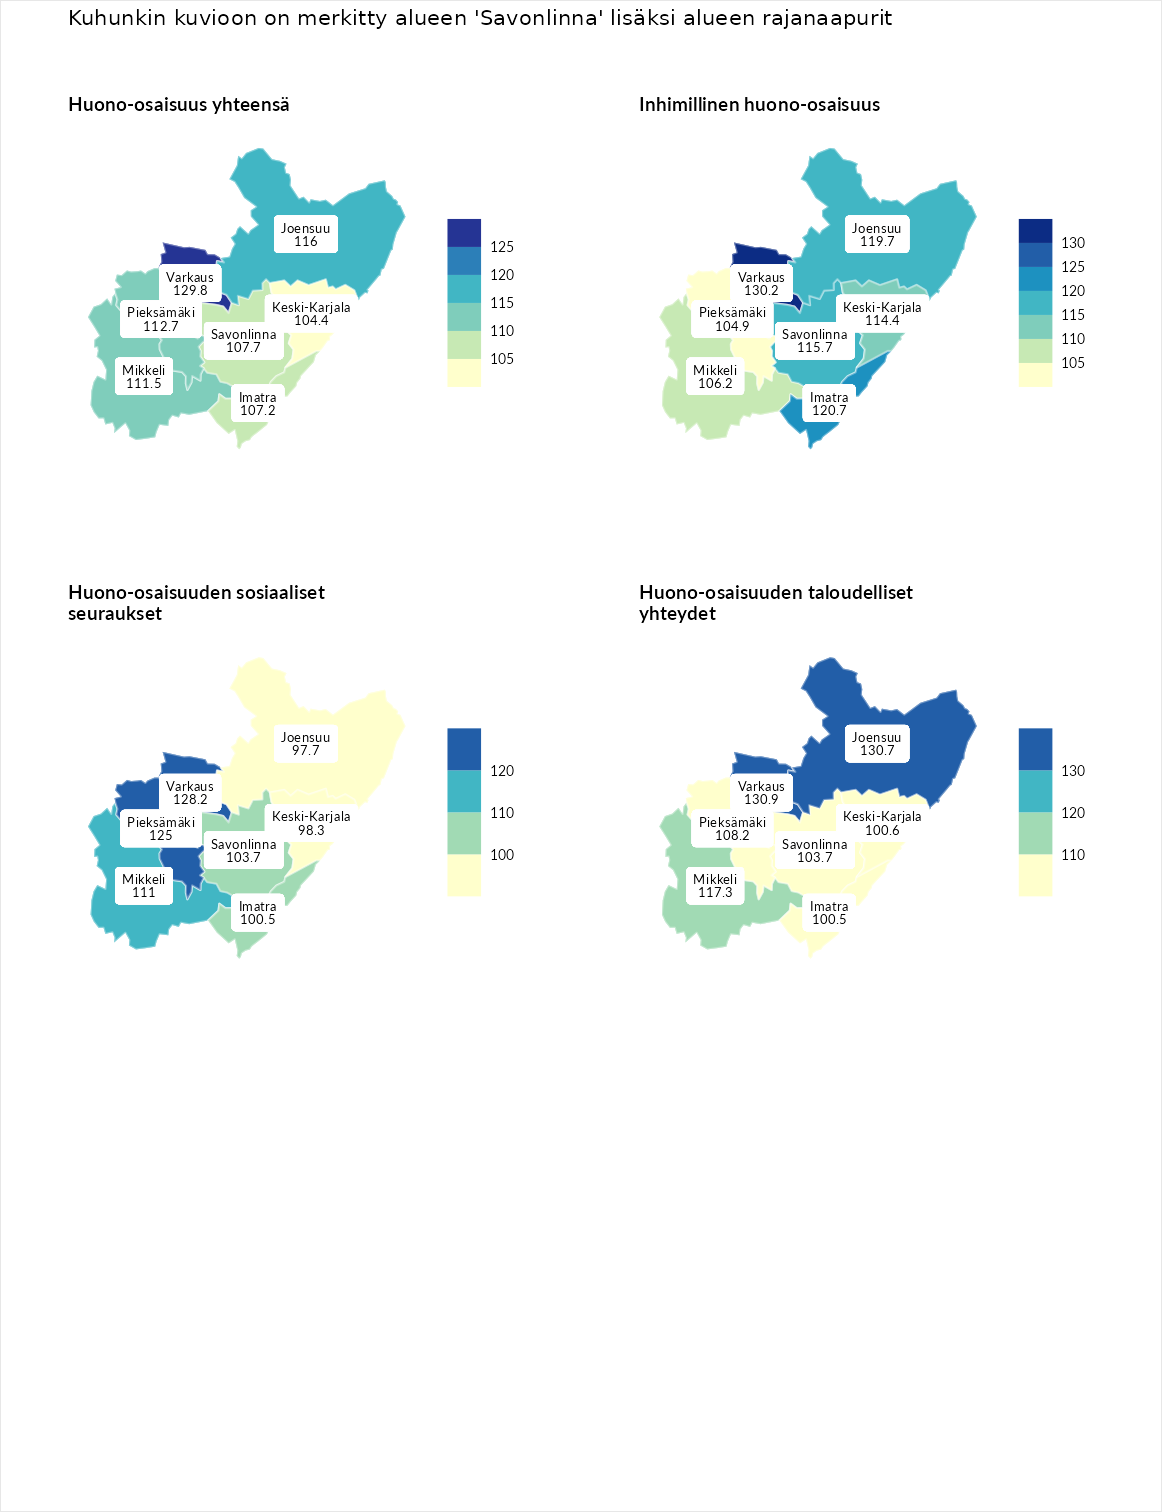 Kuhunkin kuvioon on merkitty alueen 'Savonlinna' lisäksi alueen rajanaapurit
Huono-osaisuus yhteensä
Joensuu
116
Varkaus
129.8
Keski-Karjala
104.4
Pieksämäki
112.7
Savonlinna
107.7
Mikkeli
111.5
Imatra
107.2
125
120
115
110
105
Inhimillinen huono-osaisuus
Joensuu
119.7
Varkaus
130.2
Keski-Karjala
114.4
Pieksämäki
104.9
Savonlinna
115.7
Mikkeli
106.2
Imatra
120.7
130
125
120
115
110
105
Huono-osaisuuden sosiaaliset
seuraukset
Joensuu
97.7
Varkaus
128.2
Keski-Karjala
98.3
Pieksämäki
125
Savonlinna
103.7
Mikkeli
111
Imatra
100.5
120
110
100
Huono-osaisuuden taloudelliset
yhteydet
Joensuu
130.7
Varkaus
130.9
Keski-Karjala
100.6
Pieksämäki
108.2
Savonlinna
103.7
Mikkeli
117.3
Imatra
100.5
130
120
110